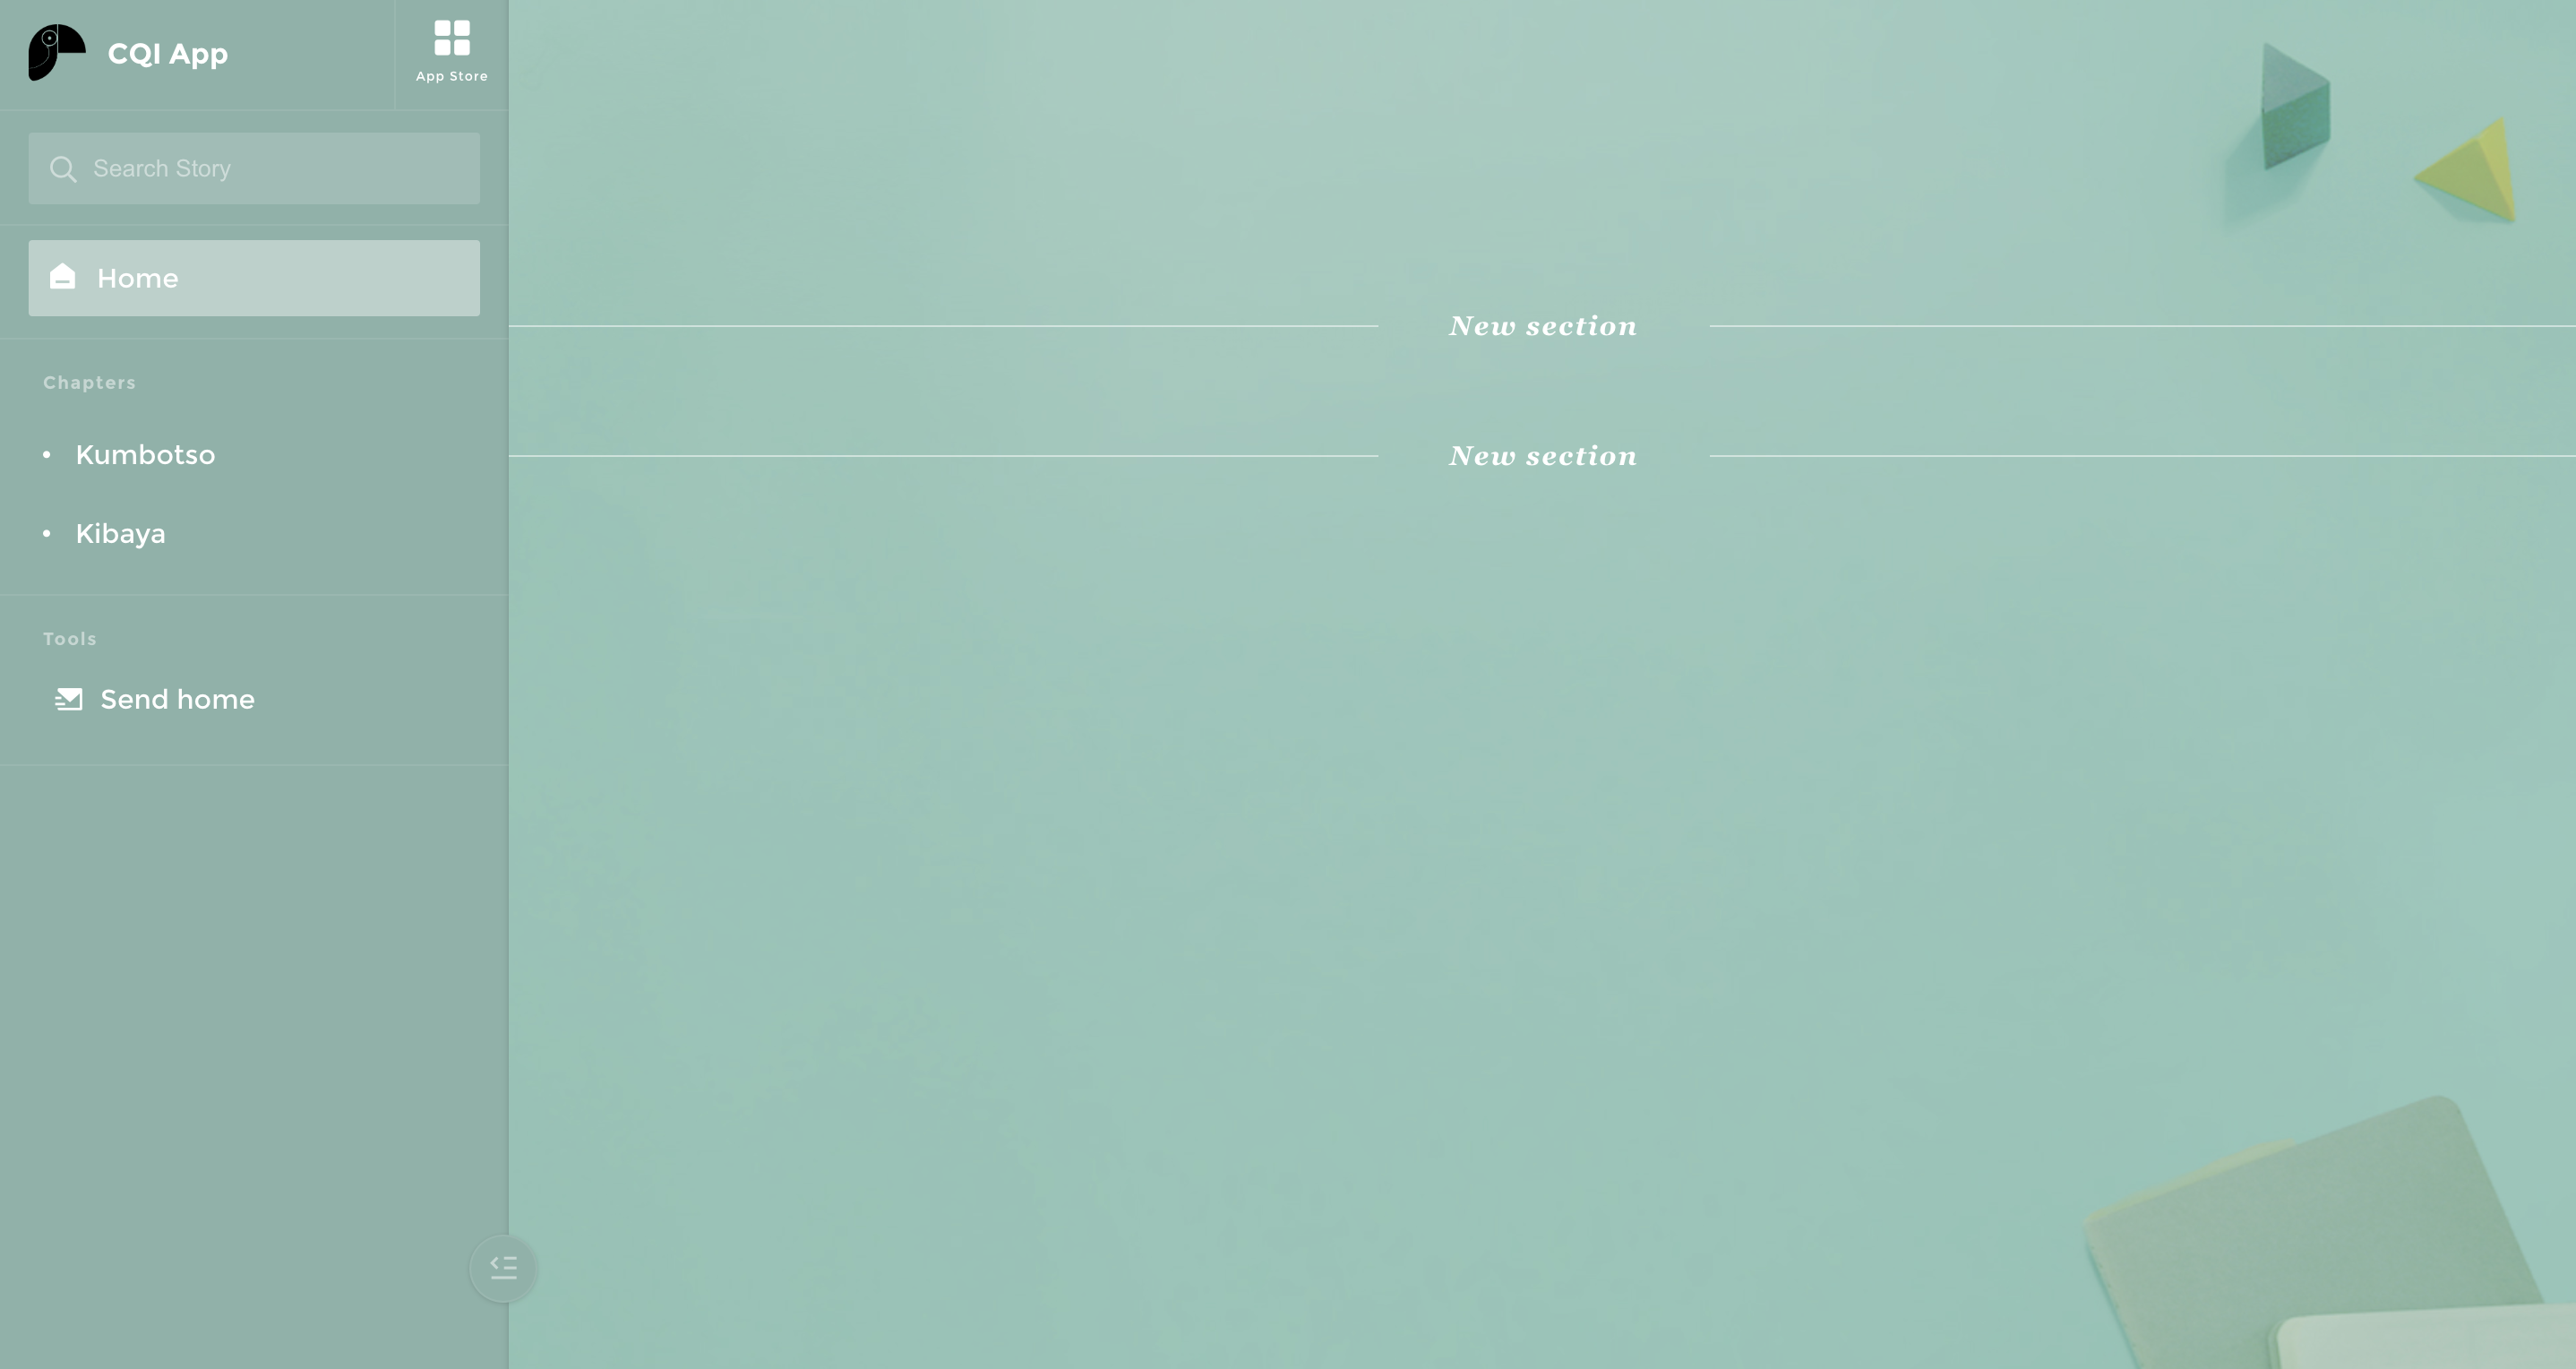 CQI App
App Store
Search Story
Home
Chapters
• Kumbotso
• Kibaya
Tools
Send home
New section
New section